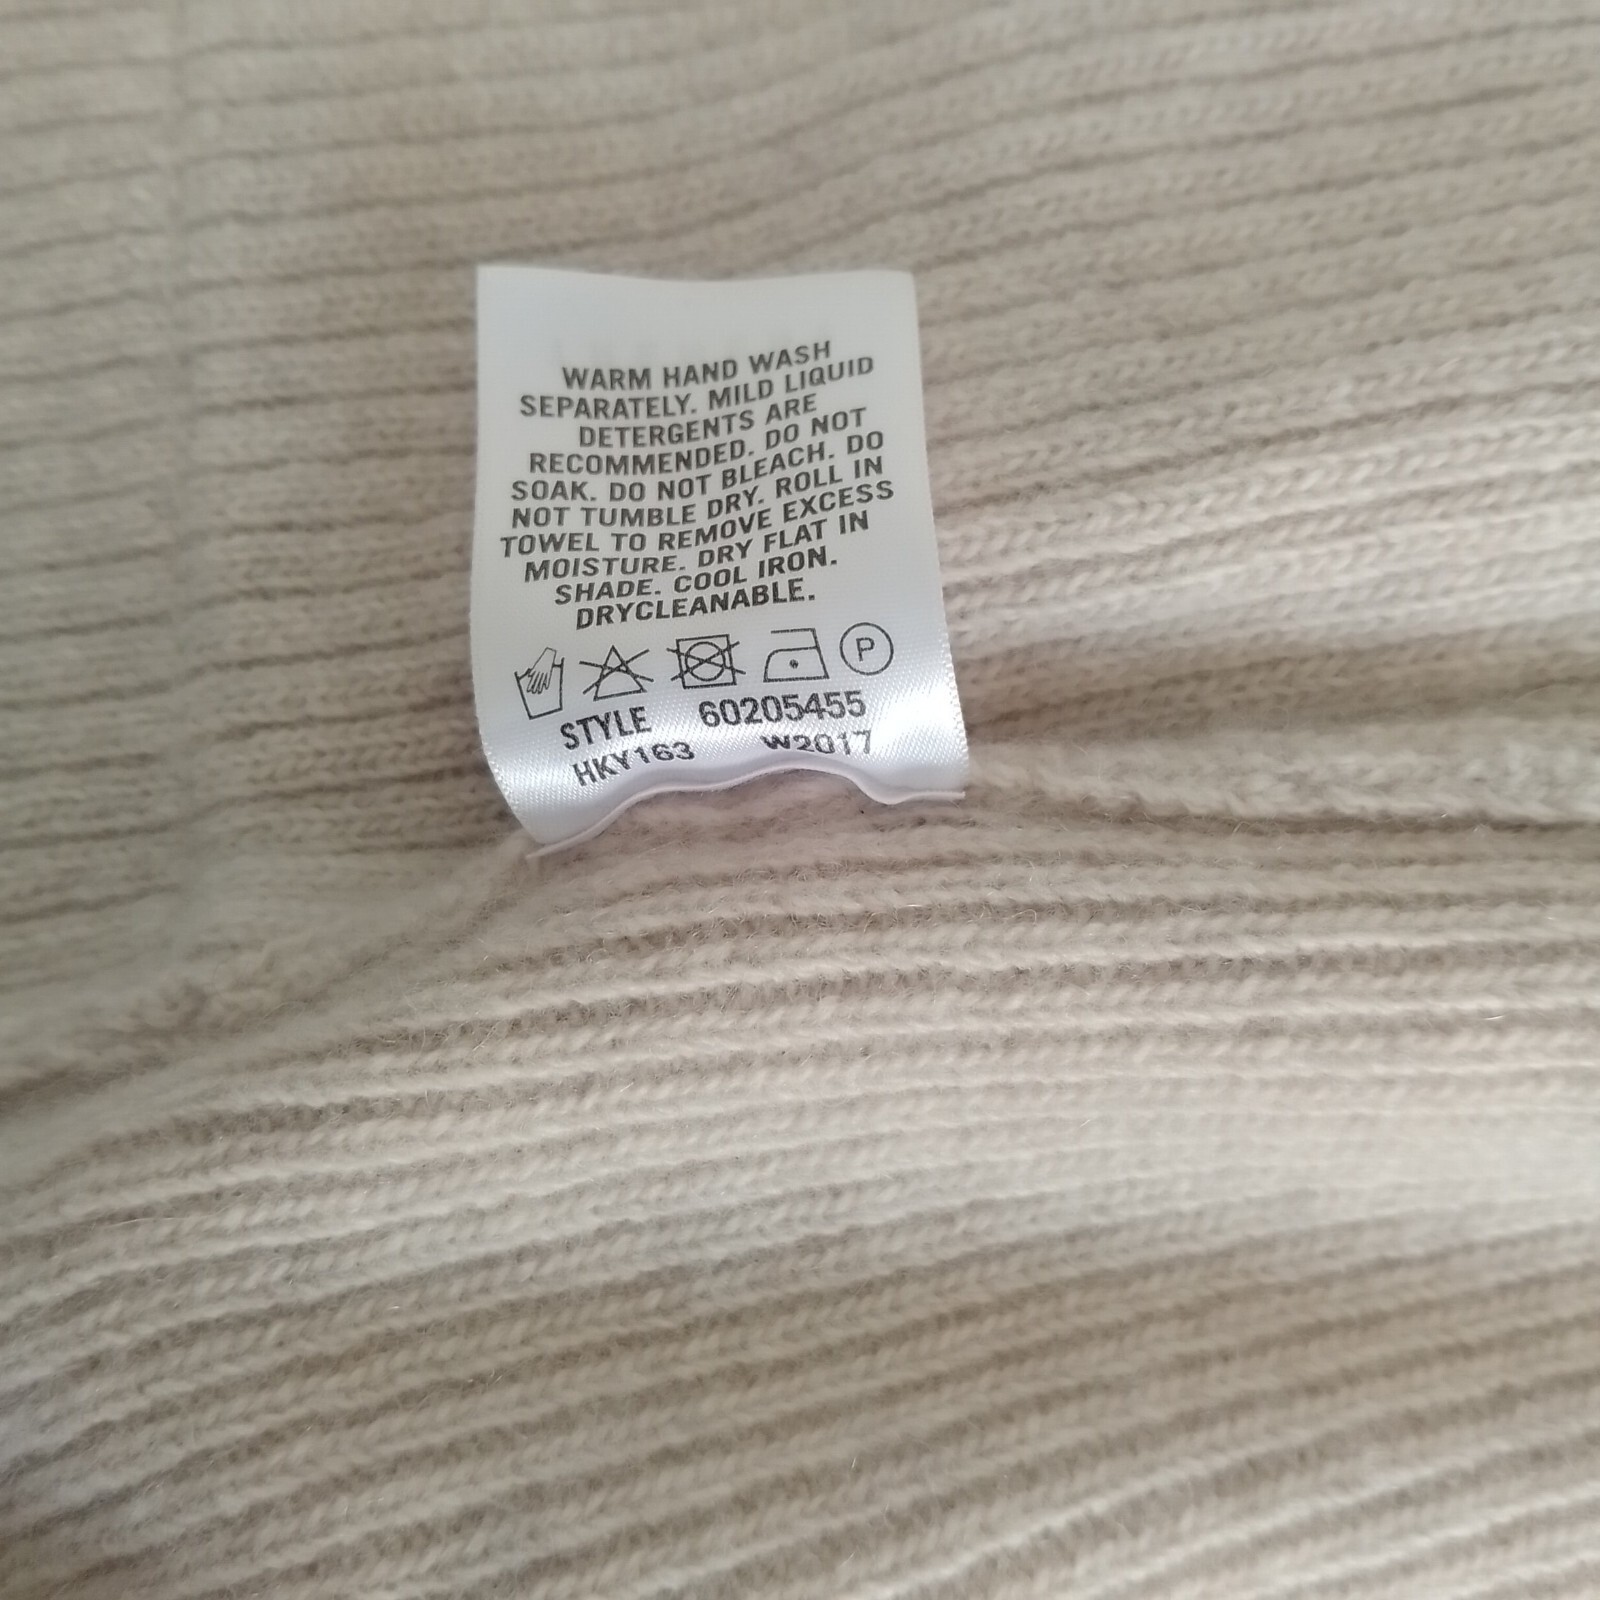 WARM HAND WASH
SEPARATELY. MILD LIQUID
DETERGENTS ARE
RECOMMENDED. DO NOT
SOAK. DO NOT BLEACH. DO
NOT TUMBLE DRY. ROLL IN
TOWEL TO REMOVE EXCESS
MOISTURE. DRY FLAT IN
SHADE. COOL IRON.
DRYCLEANABLE.
P
STYLE 60205455
HKY163 W2017